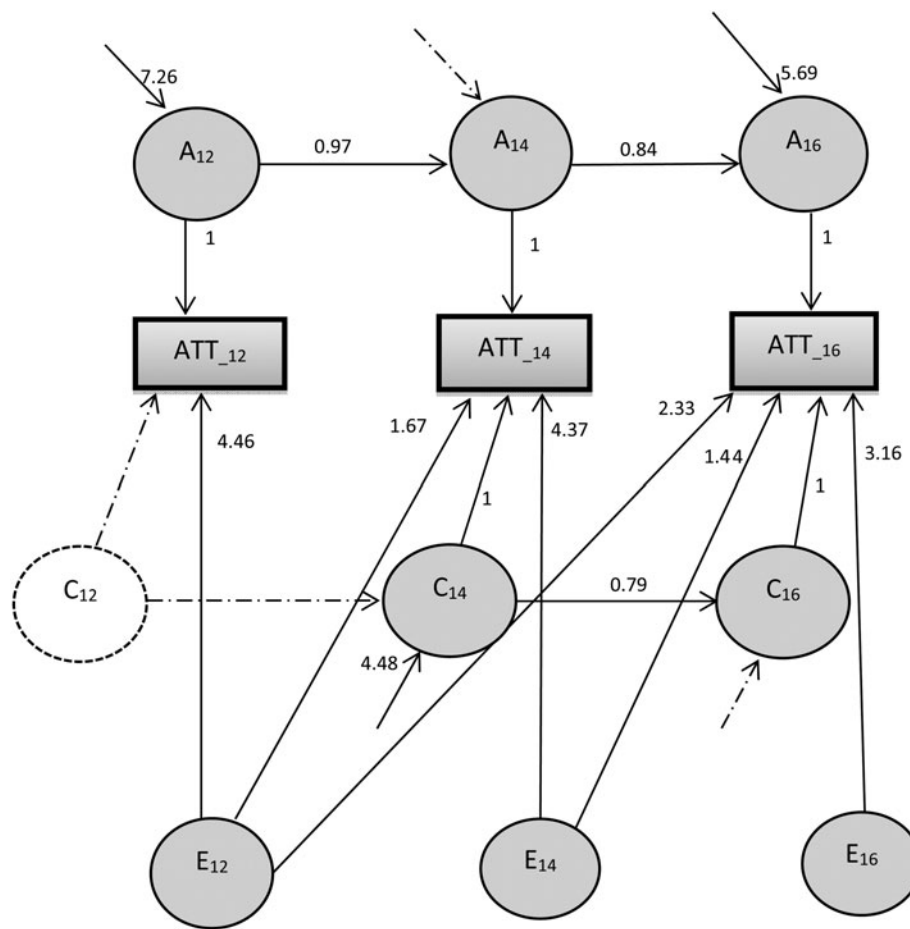 7.26
5.69
A12
0.97
A14
0.84
A16
1
1
1
ATT_12
ATT_14
ATT_16
4.46
1.67
4.37
2.33
1.44
3.16
1
1
C12
C14
0.79
C16
4.48
E12
E14
E16